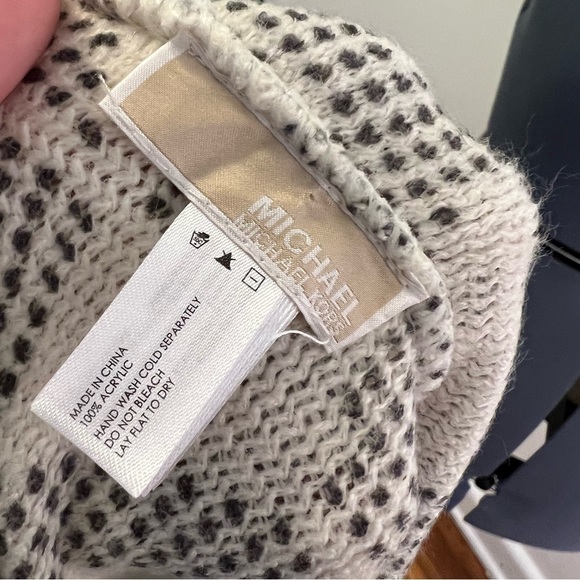 MICHAEL
MICHAEL KORS
MADE IN CHINA
100% ACRYLIC
HAND WASH COLD SEPARATELY
DO NOT BLEACH
LAY FLAT TO DRY